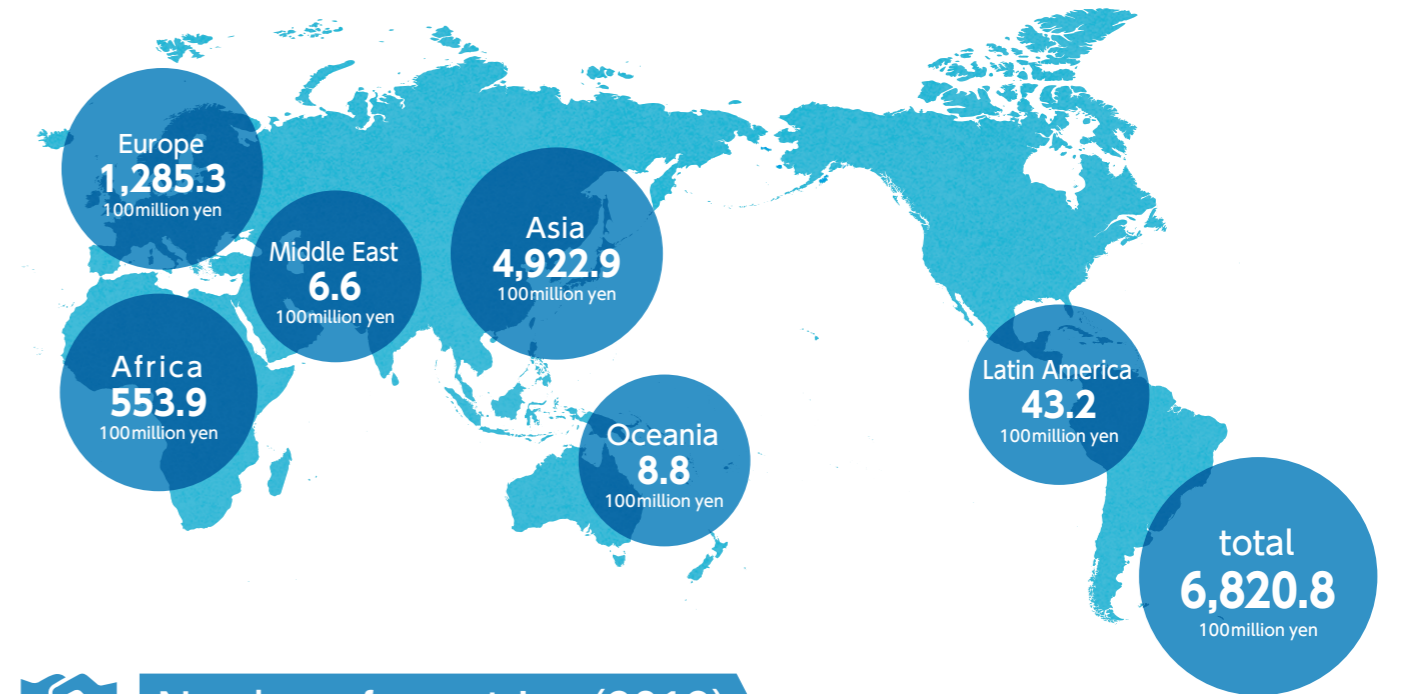 Europe
1,285.3
100million yen
Middle East
6.6
100million yen
Asia
4,922.9
100million yen
Africa
553.9
100million yen
Oceania
8.8
100million yen
Latin America
43.2
100million yen
total
6,820.8
100million yen